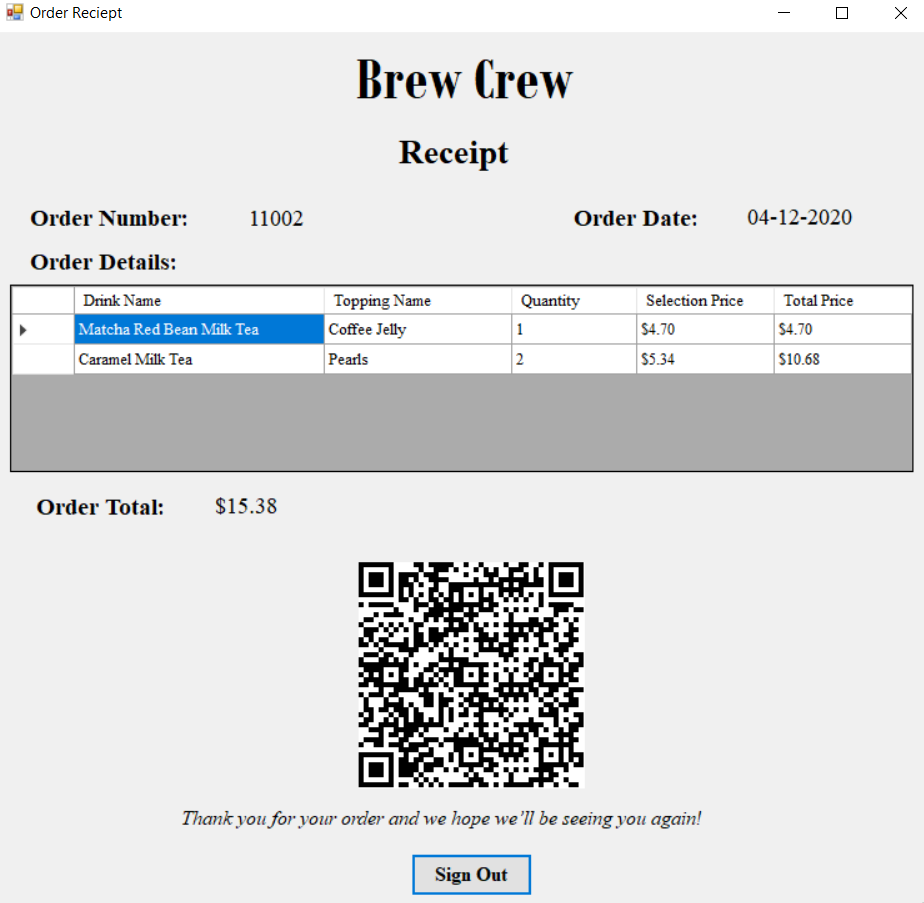 Order Reciept
Brew Crew
Receipt
Order Number: 11002 Order Date: 04-12-2020
Order Details:
Drink Name Topping Name Quantity Selection Price Total Price
Matcha Red Bean Milk Tea Coffee Jelly 1 $4.70 $4.70
Caramel Milk Tea Pearls 2 $5.34 $10.68
Order Total: $15.38
Thank you for your order and we hope we'll be seeing you again!
Sign Out